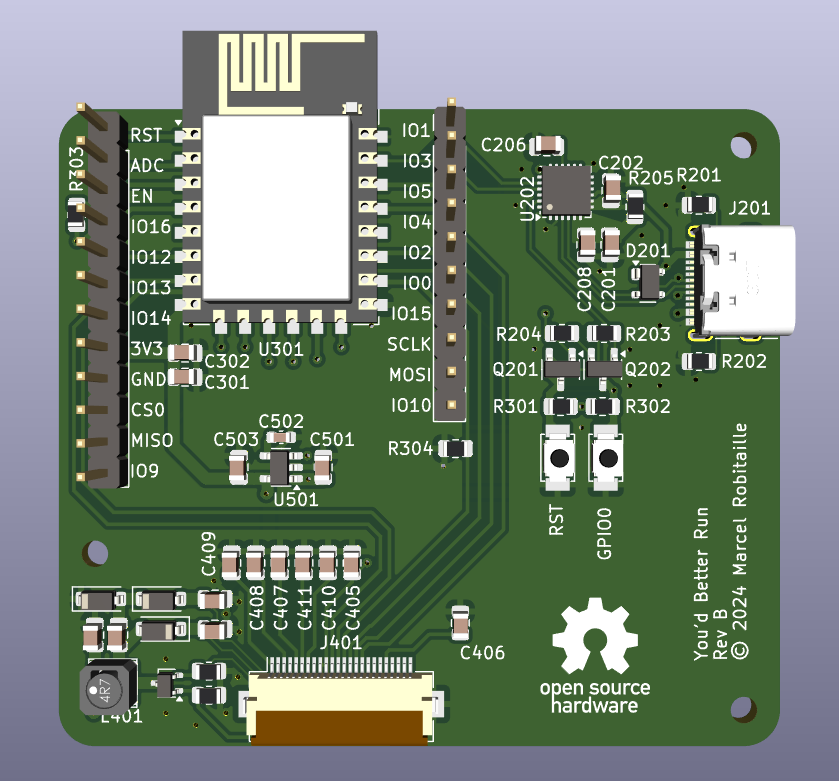 RST
ADC
EN
IO16
IO12
IO13
IO14
3V3
GND
CS0
MISO
IO9
R303
IO1
IO3
IO5
IO4
IO2
IO0
IO15
SCLK
MOSI
IO10
U301
C302
C301
C206
C202
R205
R201
U202
J201
D201
C208
C201
R204
R203
Q201
Q202
R202
R301
R302
C502
C503
C501
U501
R304
RST
GPIO0
C409
C408
C407
C411
C410
C405
J401
C406
4R7
L401
open source
hardware
You'd Better Run
Rev B
© 2024 Marcel Robitaille